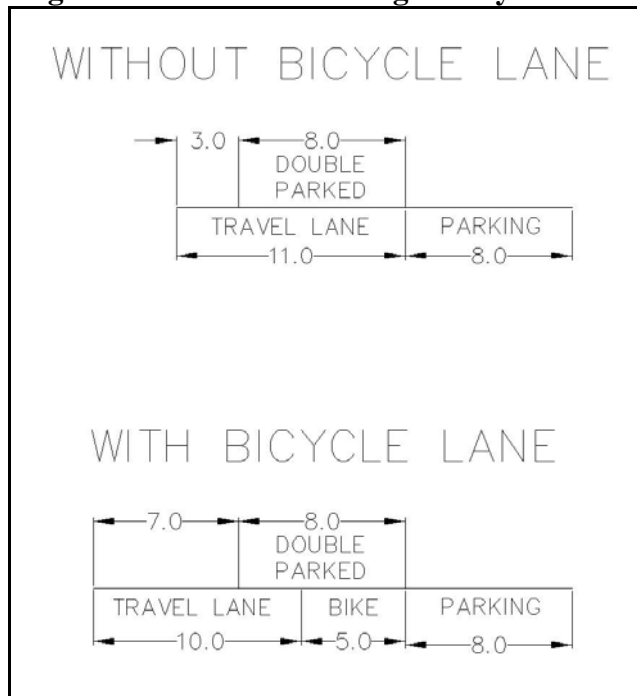 WITHOUT BICYCLE LANE
3.0 8.0
DOUBLE
PARKED
TRAVEL LANE PARKING
11.0 8.0
WITH BICYCLE LANE
7.0 8.0
DOUBLE
PARKED
TRAVEL LANE BIKE PARKING
10.0 5.0 8.0